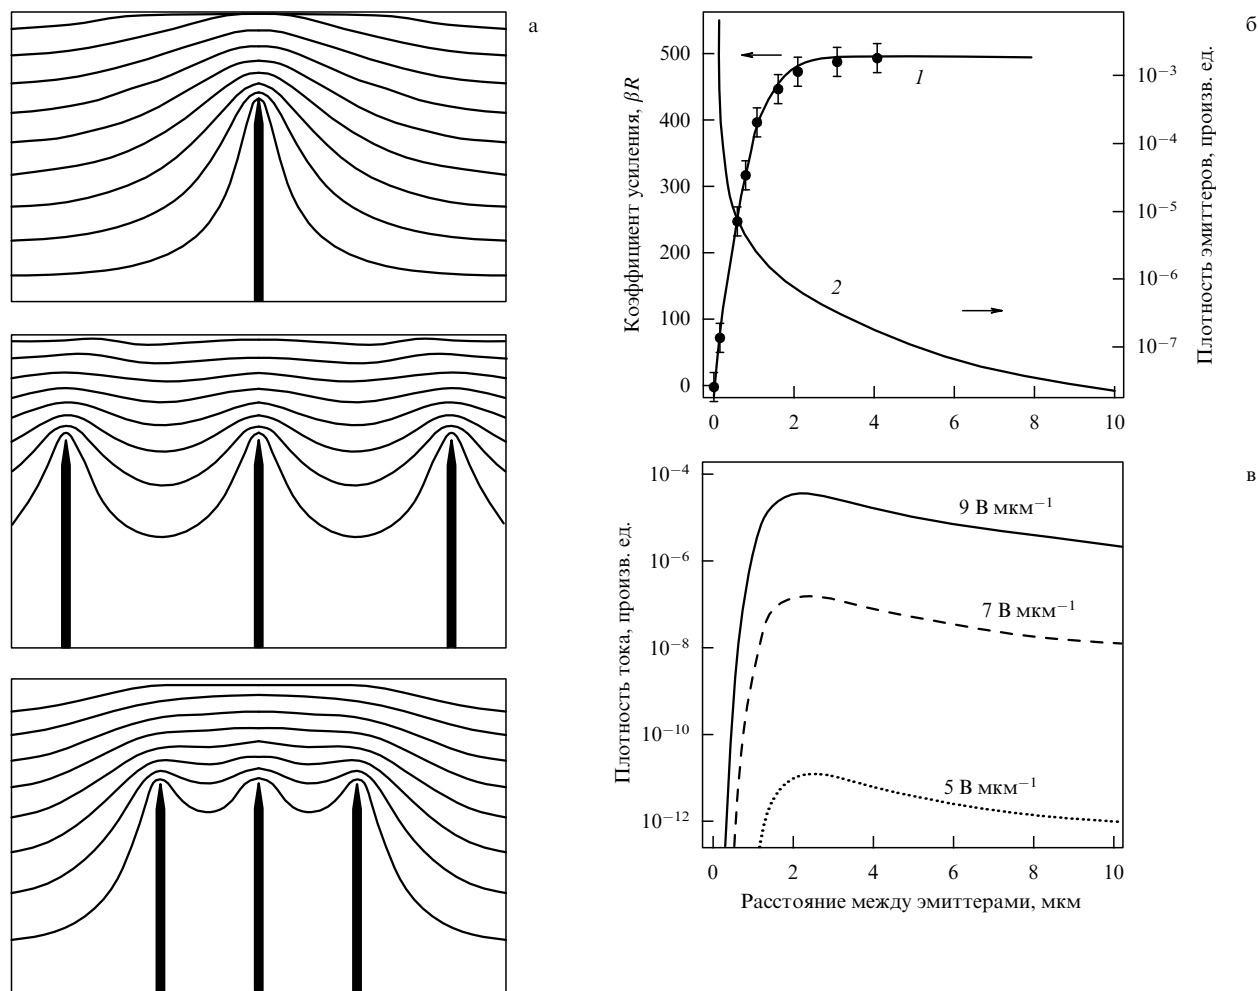 а
б
Коэффициент усиления, βR
500
400
300
200
100
0
1
2
10⁻³
10⁻⁴
10⁻⁵
10⁻⁶
10⁻⁷
Плотность эмиттеров, произв. ед.
0 2 4 6 8 10
в
Плотность тока, произв. ед.
10⁻⁴
10⁻⁶
10⁻⁸
10⁻¹⁰
10⁻¹²
9 В мкм⁻¹
7 В мкм⁻¹
5 В мкм⁻¹
0 2 4 6 8 10
Расстояние между эмиттерами, мкм